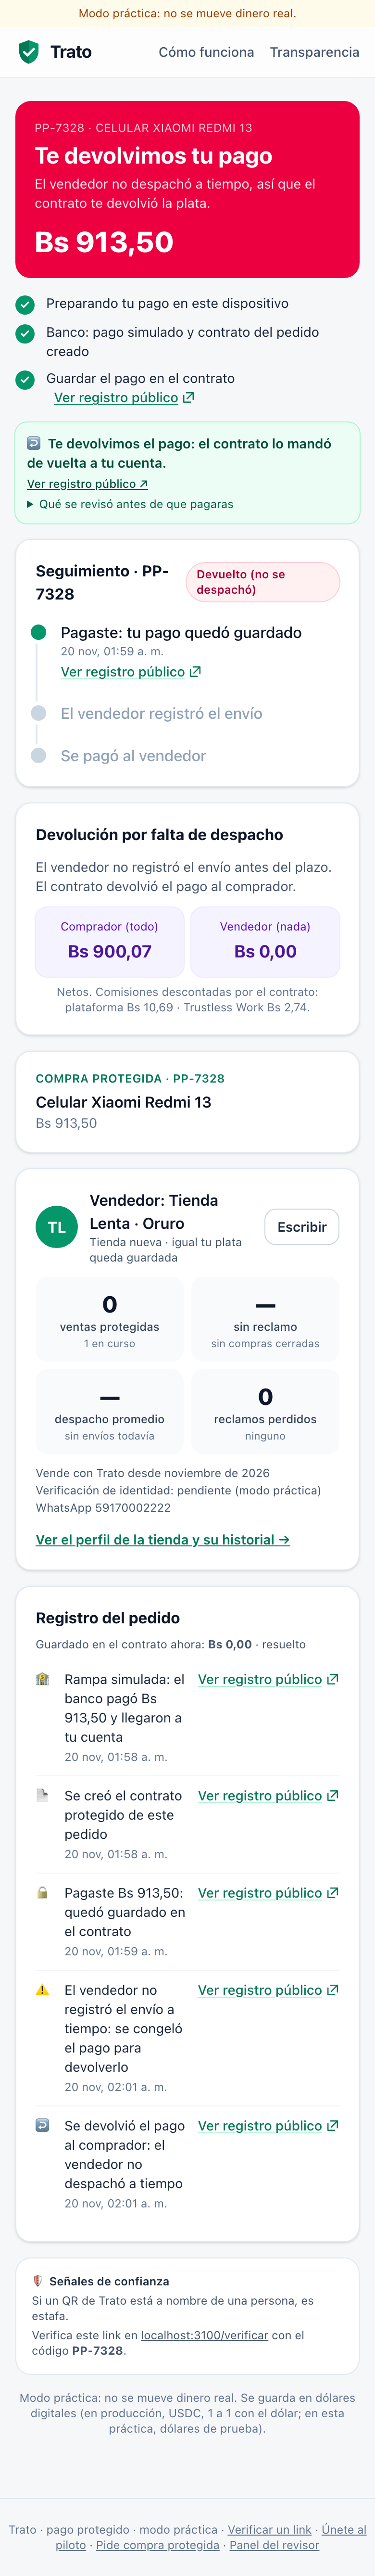 Modo práctica: no se mueve dinero real.
Trato
Cómo funciona
Transparencia
PP-7328 · CELULAR XIAOMI REDMI 13
Te devolvimos tu pago
El vendedor no despachó a tiempo, así que el
contrato te devolvió la plata.
Bs 913,50
Preparando tu pago en este dispositivo
Banco: pago simulado y contrato del pedido
creado
Guardar el pago en el contrato
Ver registro público
Te devolvimos el pago: el contrato lo mandó
de vuelta a tu cuenta.
Ver registro público ↗
▶ Qué se revisó antes de que pagaras
Seguimiento · PP-
7328
Devuelto (no se
despachó)
Pagaste: tu pago quedó guardado
20 nov, 01:59 a. m.
Ver registro público
El vendedor registró el envío
Se pagó al vendedor
Devolución por falta de despacho
El vendedor no registró el envío antes del plazo.
El contrato devolvió el pago al comprador.
Comprador (todo)
Bs 900,07
Vendedor (nada)
Bs 0,00
Netos. Comisiones descontadas por el contrato:
plataforma Bs 10,69 · Trustless Work Bs 2,74.
COMPRA PROTEGIDA · PP-7328
Celular Xiaomi Redmi 13
Bs 913,50
TL
Vendedor: Tienda
Lenta · Oruro
Tienda nueva · igual tu plata
queda guardada
Escribir
0
ventas protegidas
1 en curso
—
sin reclamo
sin compras cerradas
—
despacho promedio
sin envíos todavía
0
reclamos perdidos
ninguno
Vende con Trato desde noviembre de 2026
Verificación de identidad: pendiente (modo práctica)
WhatsApp 59170002222
Ver el perfil de la tienda y su historial →
Registro del pedido
Guardado en el contrato ahora: Bs 0,00 · resuelto
Rampa simulada: el
banco pagó Bs
913,50 y llegaron a
tu cuenta
20 nov, 01:58 a. m.
Ver registro público
Se creó el contrato
protegido de este
pedido
20 nov, 01:58 a. m.
Ver registro público
Pagaste Bs 913,50:
quedó guardado en
el contrato
20 nov, 01:59 a. m.
Ver registro público
El vendedor no
registró el envío a
tiempo: se congeló
el pago para
devolverlo
20 nov, 02:01 a. m.
Ver registro público
Se devolvió el pago
al comprador: el
vendedor no
despachó a tiempo
20 nov, 02:01 a. m.
Ver registro público
Señales de confianza
Si un QR de Trato está a nombre de una persona, es
estafa.
Verifica este link en localhost:3100/verificar con el
código PP-7328.
Modo práctica: no se mueve dinero real. Se guarda en dólares
digitales (en producción, USDC, 1 a 1 con el dólar; en esta
práctica, dólares de prueba).
Trato · pago protegido · modo práctica · Verificar un link · Únete al
piloto · Pide compra protegida · Panel del revisor